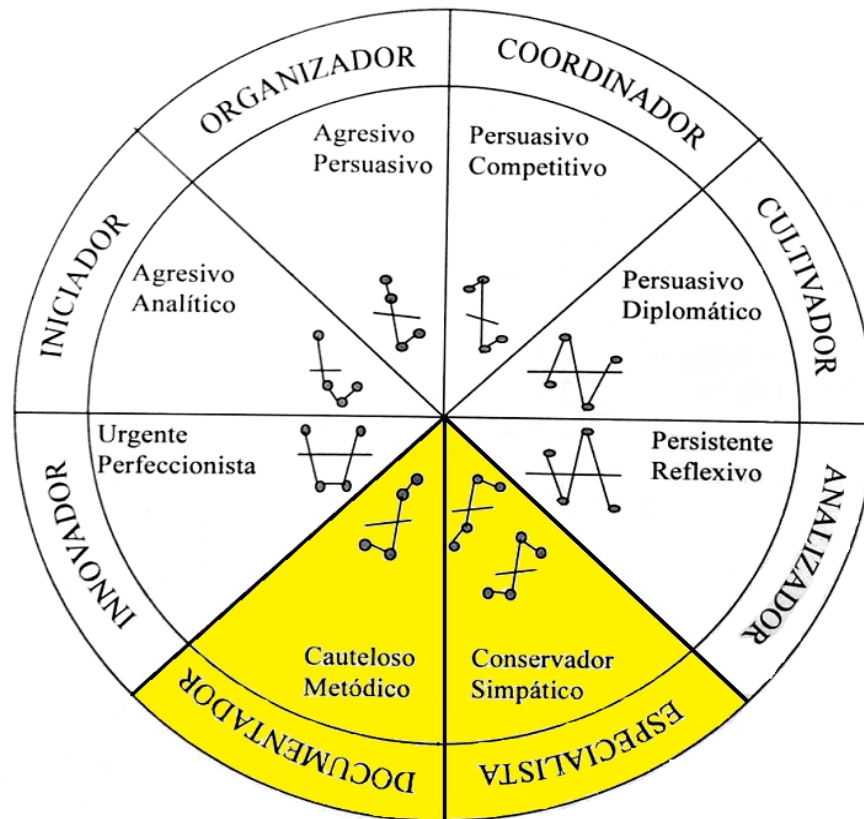 ORGANIZADOR
COORDINADOR
Agresivo
Persuasivo
Persuasivo
Competitivo
INICIADOR
CULTIVADOR
Agresivo
Analítico
Persuasivo
Diplomático
Urgente
Perfeccionista
Persistente
Reflexivo
INNOVADOR
ANALIZADOR
Cauteloso
Metódico
Conservador
Simpático
DOCUMENTADOR
ESPECIALISTA